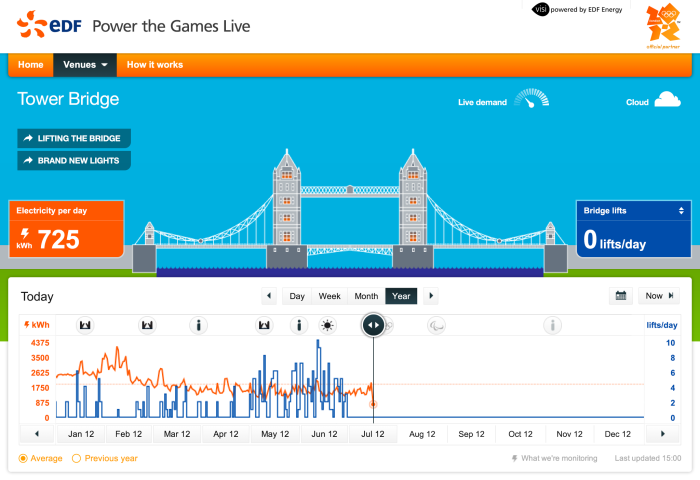 visi powered by EDF Energy
eDF Power the Games Live
official partner
Home Venues How it works
Tower Bridge
Live demand
Cloud
LIFTING THE BRIDGE
BRAND NEW LIGHTS
Electricity per day
kWh 725
Bridge lifts
0 lifts/day
Today
Day Week Month Year
Now
kWh
lifts/day
4375 10
3500 8
2625 6
1750 4
875 2
0 0
Jan 12 Feb 12 Mar 12 Apr 12 May 12 Jun 12 Jul 12 Aug 12 Sep 12 Oct 12 Nov 12 Dec 12
Average Previous year
What we're monitoring Last updated 15:00